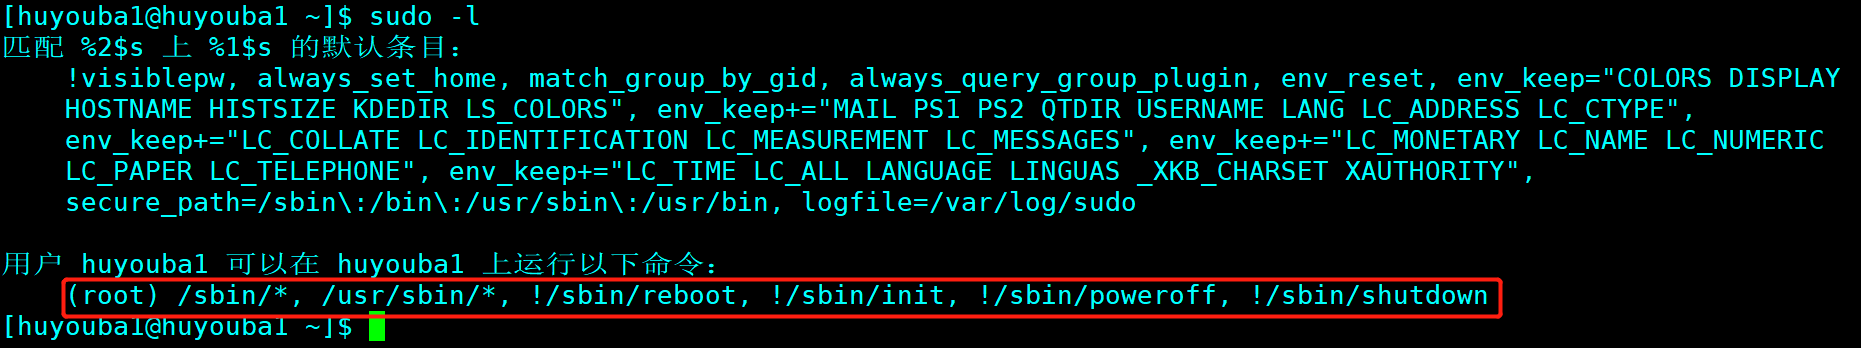 [huyouba1@huyouba1 ~]$ sudo -l
匹配 %2$s 上 %1$s 的默认条目：
!visiblepw, always_set_home, match_group_by_gid, always_query_group_plugin, env_reset, env_keep="COLORS DISPLAY
HOSTNAME HISTSIZE KDEDIR LS_COLORS", env_keep+="MAIL PS1 PS2 QTDIR USERNAME LANG LC_ADDRESS LC_CTYPE",
env_keep+="LC_COLLATE LC_IDENTIFICATION LC_MEASUREMENT LC_MESSAGES", env_keep+="LC_MONETARY LC_NAME LC_NUMERIC
LC_PAPER LC_TELEPHONE", env_keep+="LC_TIME LC_ALL LANGUAGE LINGUAS _XKB_CHARSET XAUTHORITY",
secure_path=/sbin\:/bin\:/usr/sbin\:/usr/bin, logfile=/var/log/sudo
用户 huyouba1 可以在 huyouba1 上运行以下命令：
(root) /sbin/*, /usr/sbin/*, !/sbin/reboot, !/sbin/init, !/sbin/poweroff, !/sbin/shutdown
[huyouba1@huyouba1 ~]$